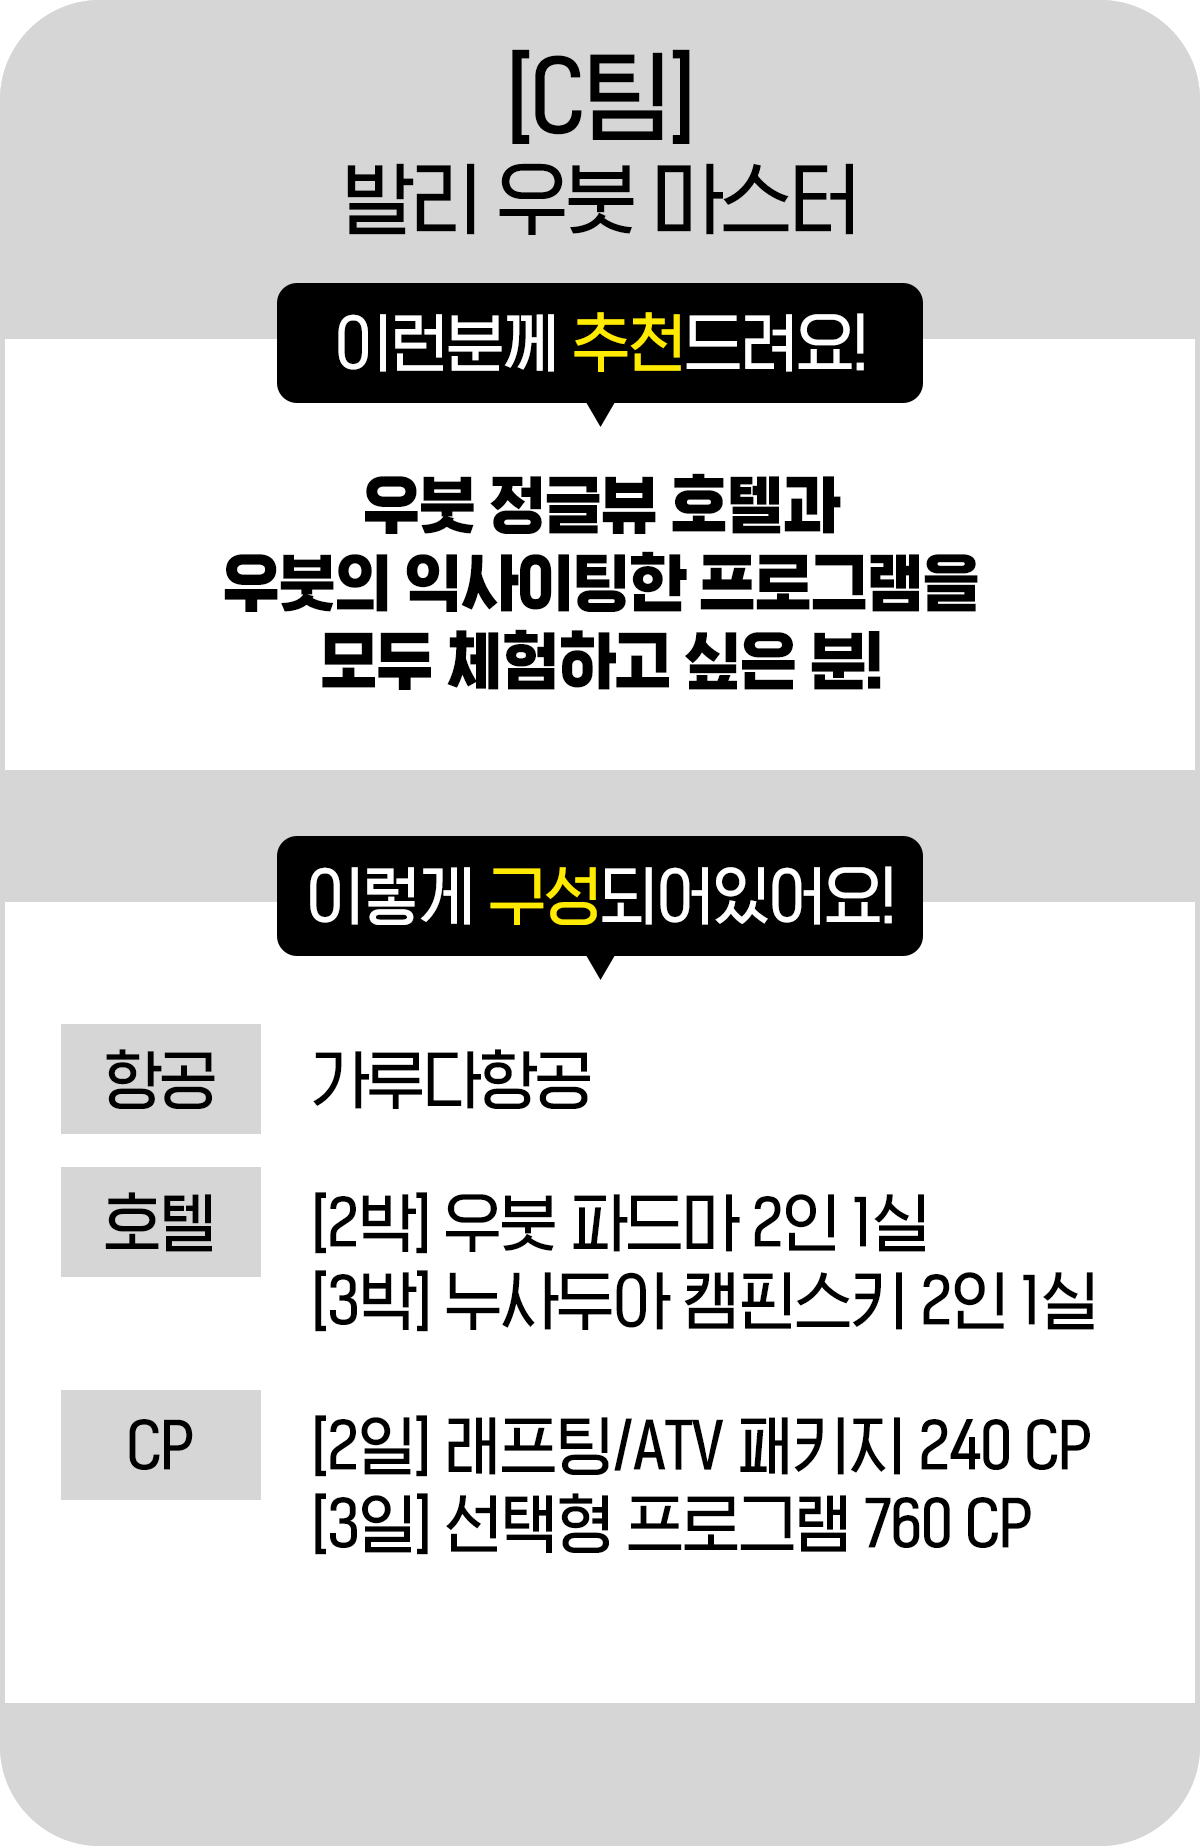 [C팀]
발리 우붓 마스터
이런분께 추천드려요!
우붓 정글뷰 호텔과
우붓의 익사이팅한 프로그램을
모두 체험하고 싶은 분!
이렇게 구성되어있어요!
항공 가루다항공
호텔 [2박] 우붓 파드마 2인 1실
[3박] 누사두아 캠핀스키 2인 1실
CP [2일] 래프팅/ATV 패키지 240 CP
[3일] 선택형 프로그램 760 CP